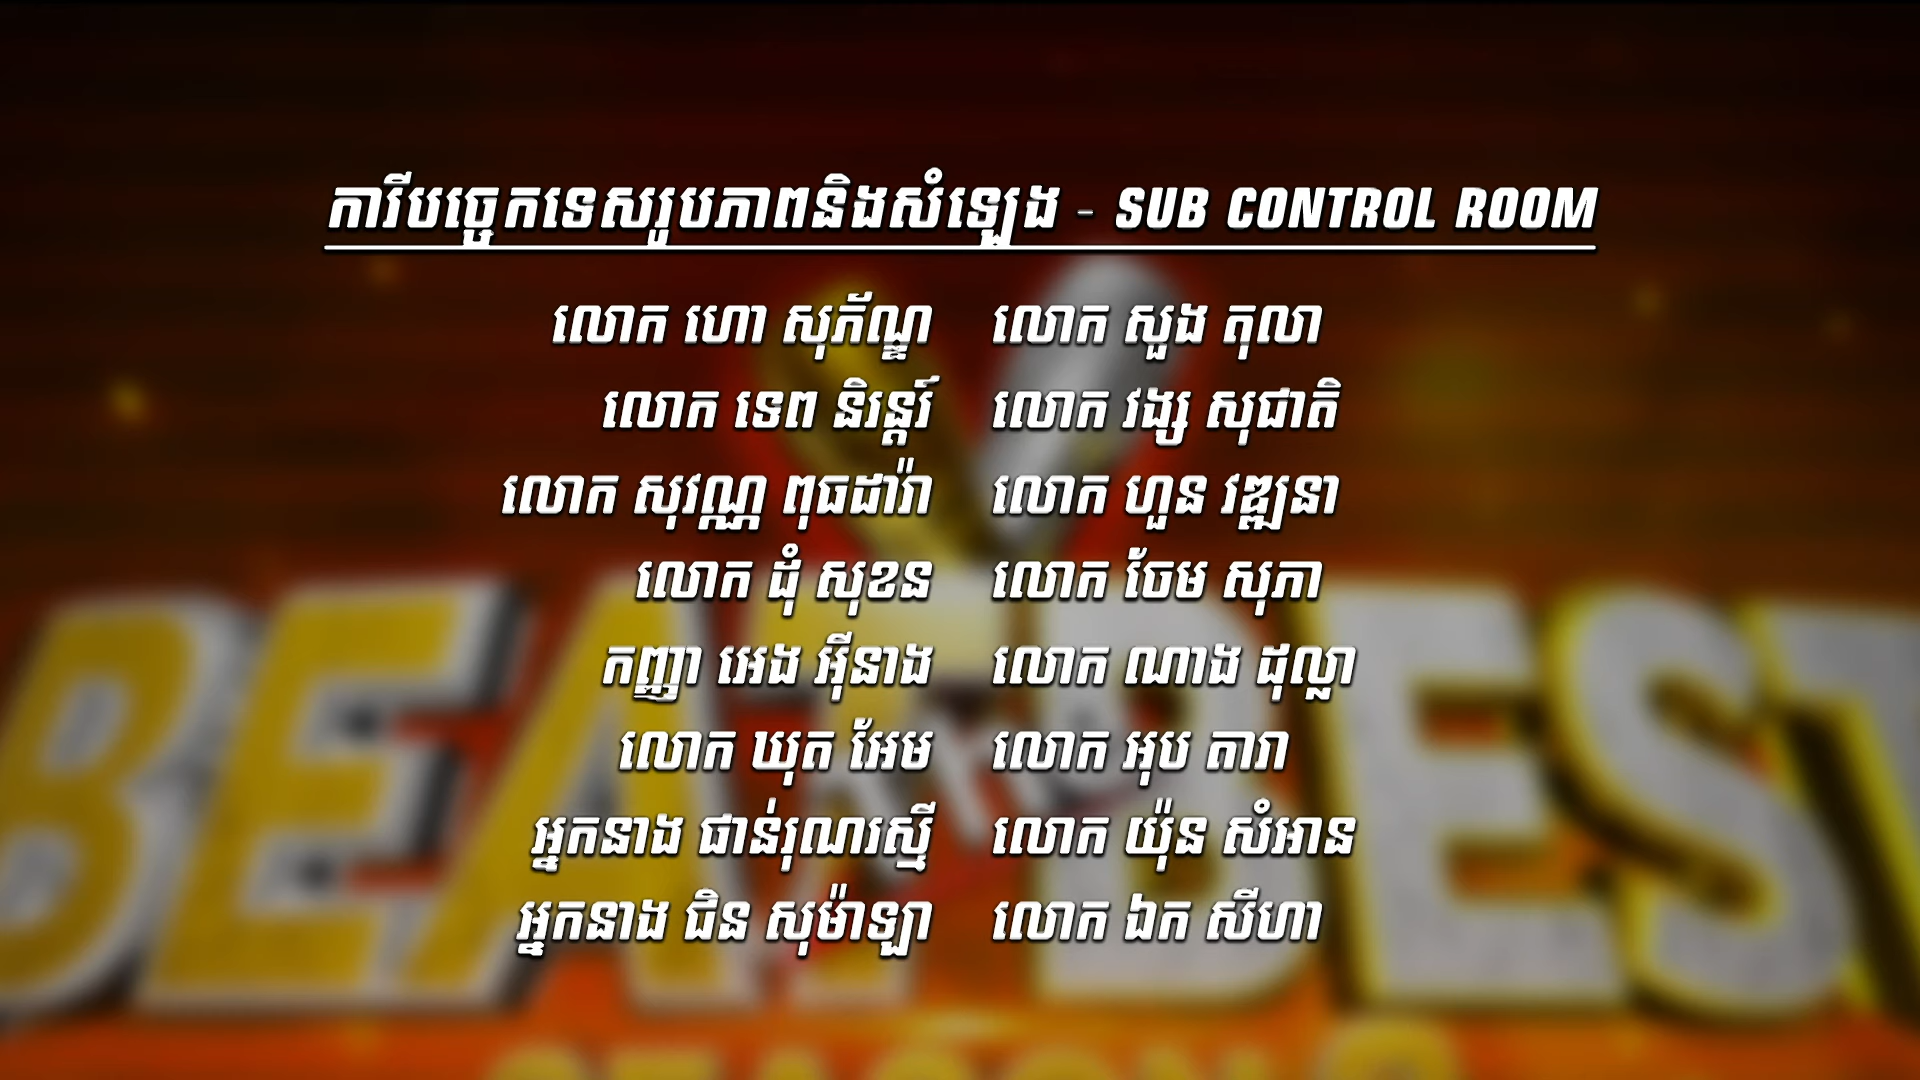 ការីបច្ចេកទេសរូបភាពនិងសំឡេង - SUB CONTROL ROOM
លោក ហោ សុភ័ណ្ឌ លោក សួង តុលា
លោក ទេព និរន្តរ៍ លោក វង្ស សុជាតិ
លោក សុវណ្ណ ពុធដារ៉ា លោក ហួន វឌ្ឍនា
លោក ដុំ សុខន លោក ចែម សុភា
កញ្ញា អេង អ៊ីនាង លោក ណាង ដុល្លា
លោក ឃុត អែម លោក អុប តារា
អ្នកនាង ផាន់រុណរស្មី លោក យ៉ុន សំអាន
អ្នកនាង ជិន សុម៉ាឡា លោក ឯក សីហា
BEAT THE BEST
SEASON